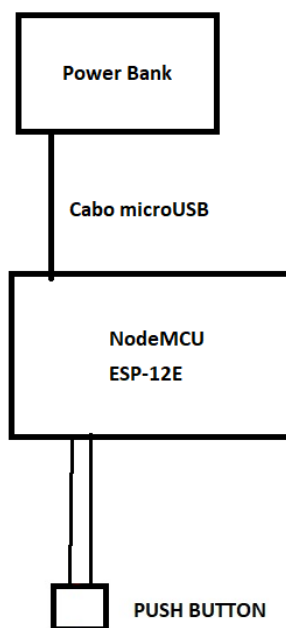 Power Bank
Cabo microUSB
NodeMCU
ESP-12E
PUSH BUTTON